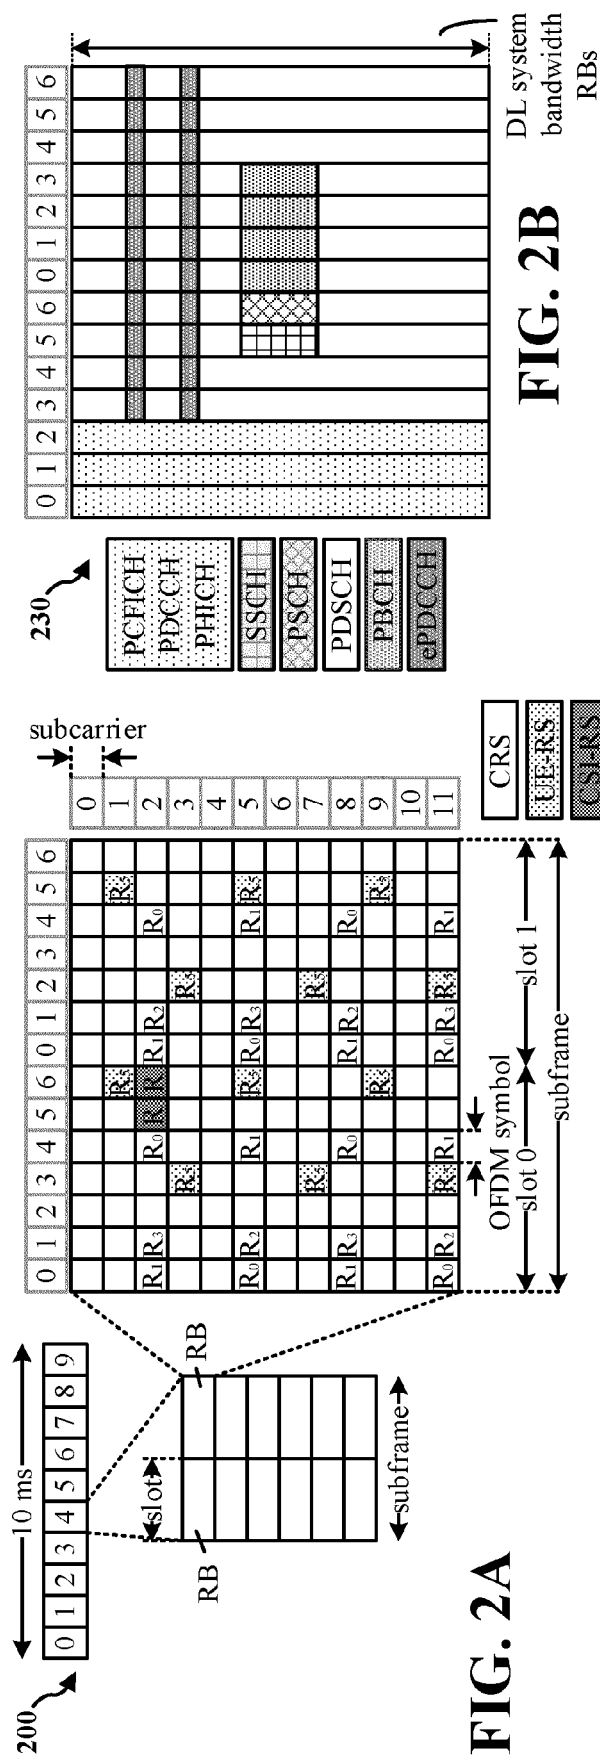 200
10 ms
0 1 2 3 4 5 6 7 8 9
slot
RB
RB
subframe
FIG. 2A
subcarrier
0 1 2 3 4 5 6 0 1 2 3 4 5 6
0
R5 R5 1
R1 R3 R0 R R R1 R2 R0 2
R5 R5 3
4
R0 R2 R1 R5 R0 R3 R1 R5 5
6
R5 R5 7
R1 R3 R0 R1 R2 R0 8
R5 R5 9
10
R0 R2 R5 R1 R0 R3 R5 R1 11
OFDM symbol
slot 0
slot 1
subframe
CRS
UE-RS
CSI-RS
230
PCFICH
PDCCH
PHICH
SSCH
PSCH
PDSCH
PBCH
ePDCCH
0 1 2 3 4 5 6 0 1 2 3 4 5 6
DL system
bandwidth
RBs
FIG. 2B